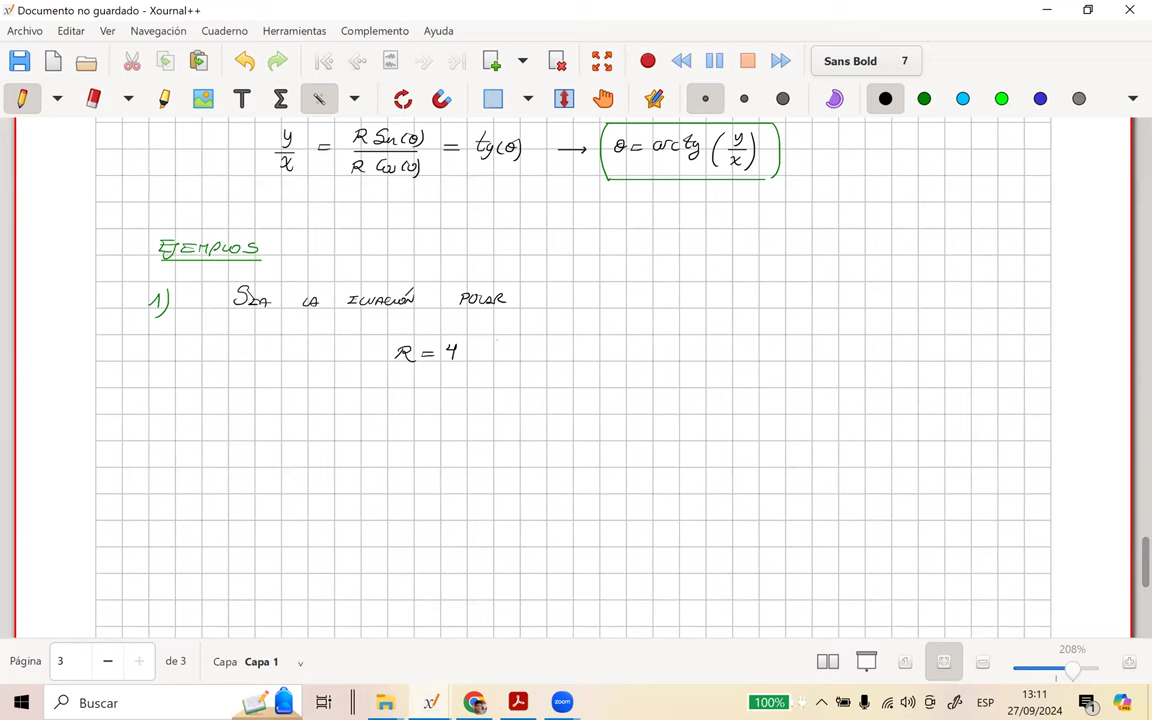 Documento no guardado - Xournal++
Archivo Editar Ver Navegación Cuaderno Herramientas Complemento Ayuda
Sans Bold 7
y/x = R Sen(θ)/R Cos(θ) = tg(θ) → θ = arctg (y/x)
EJEMPLOS
1) SEA LA ECUACIÓN POLAR
R = 4
Página 3 de 3 Capa Capa 1 208%
Buscar zoom 100% ESP 13:11
27/09/2024 1